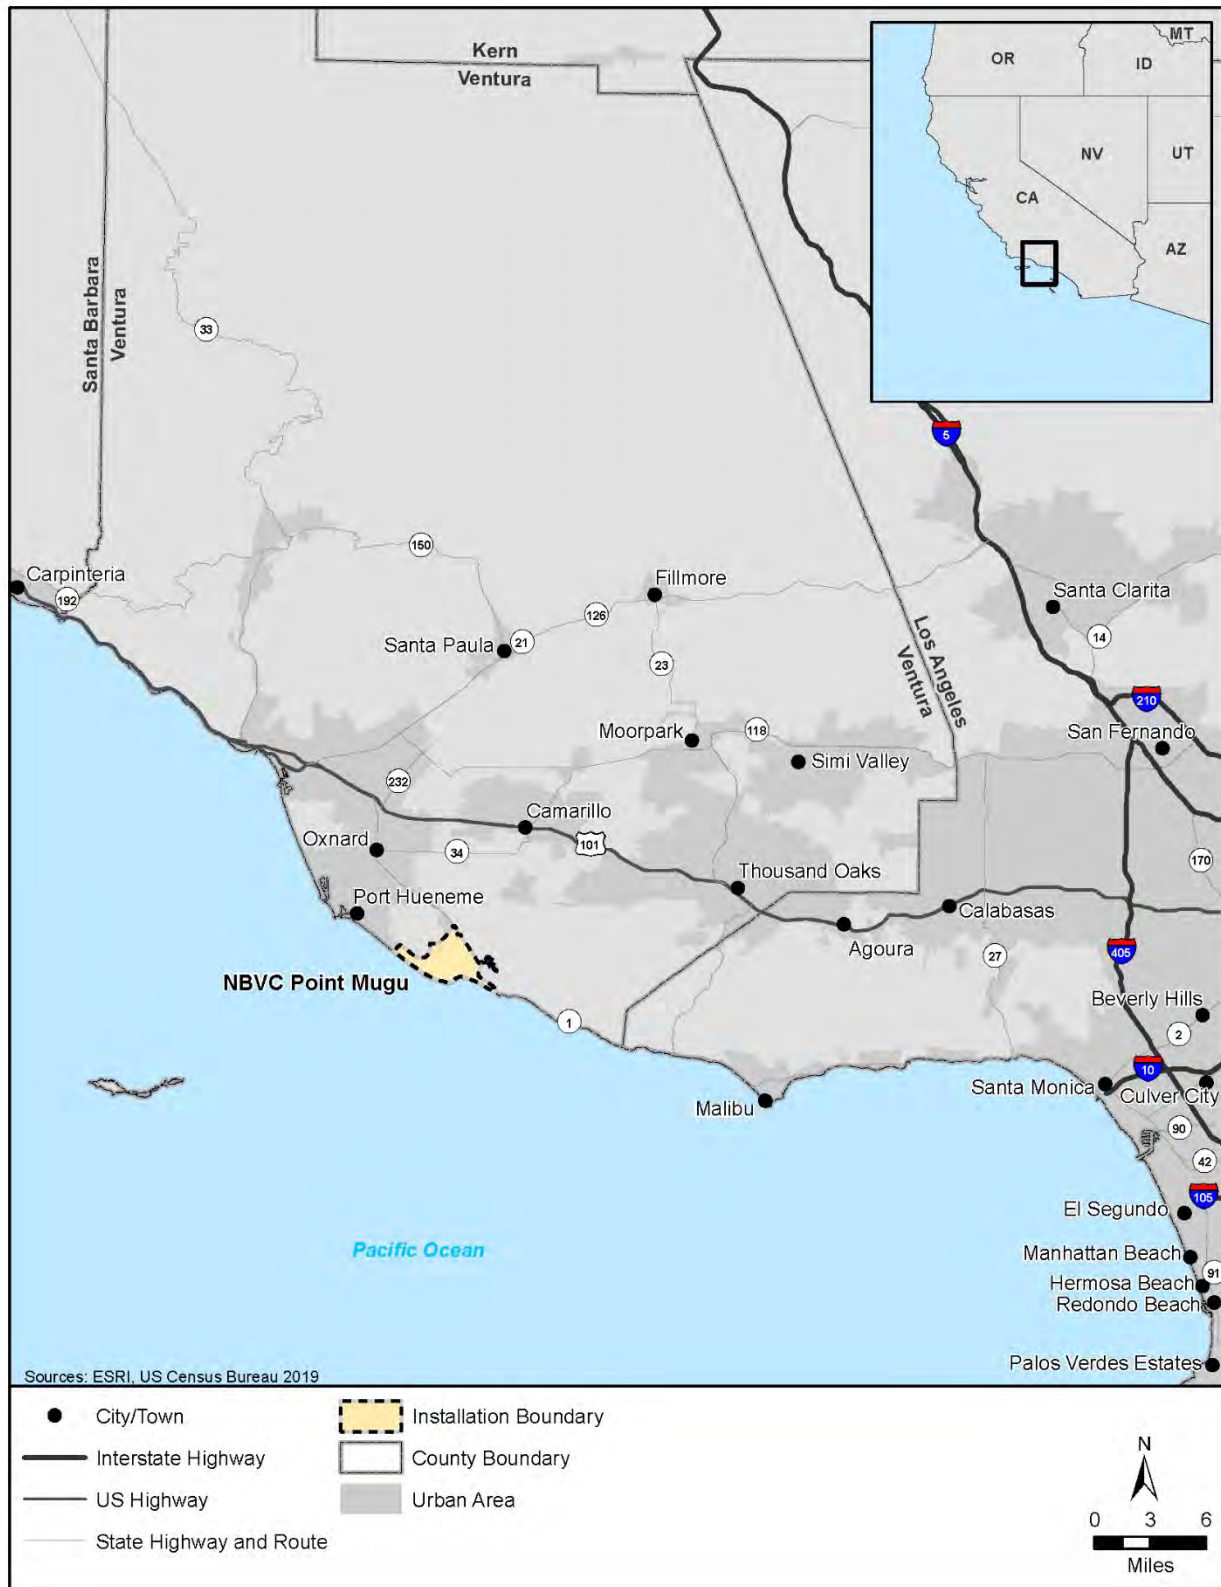 Kern
Ventura
MT
OR
ID
NV
UT
CA
AZ
Santa Barbara
Ventura
33
5
150
Carpinteria
192
Fillmore
126
Santa Clarita
Santa Paula
21
23
14
Los Angeles
Ventura
210
Moorpark
118
San Fernando
Simi Valley
232
Camarillo
Oxnard
34
101
170
Thousand Oaks
Port Hueneme
Calabasas
Agoura
27
405
NBVC Point Mugu
Beverly Hills
1
2
10
Santa Monica
Culver City
Malibu
90
42
105
El Segundo
Pacific Ocean
Manhattan Beach
91
Hermosa Beach
Redondo Beach
Palos Verdes Estates
Sources: ESRI, US Census Bureau 2019
City/Town
Installation Boundary
Interstate Highway
County Boundary
US Highway
Urban Area
State Highway and Route
N
0 3 6
Miles